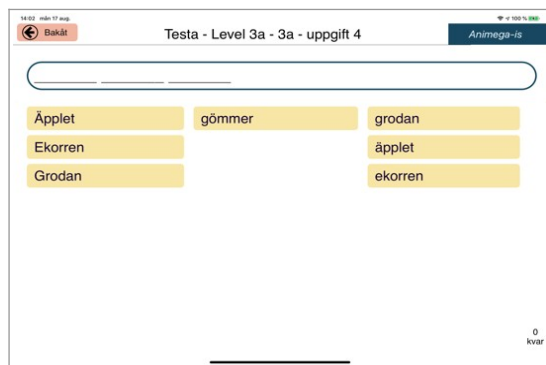 14:02 mån 17 aug.
100 %
Bakåt
Testa - Level 3a - 3a - uppgift 4
Animega-is
Äpplet gömmer grodan
Ekorren äpplet
Grodan ekorren
0
kvar